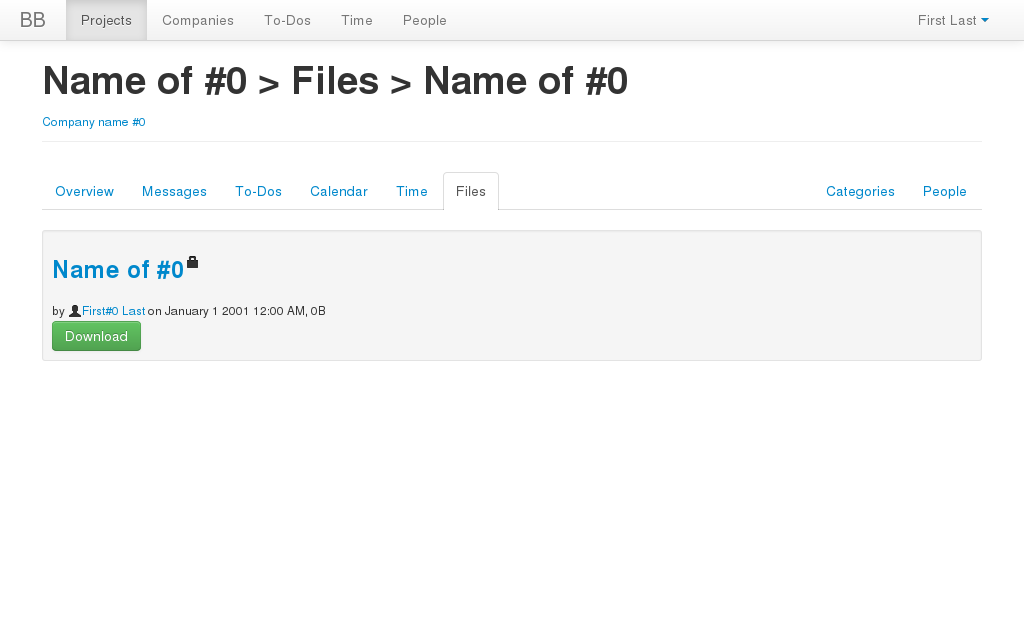 BB Projects Companies To-Dos Time People First Last
Name of #0 > Files > Name of #0
Company name #0
Overview Messages To-Dos Calendar Time Files Categories People
Name of #0
by First#0 Last on January 1 2001 12:00 AM, 0B
Download